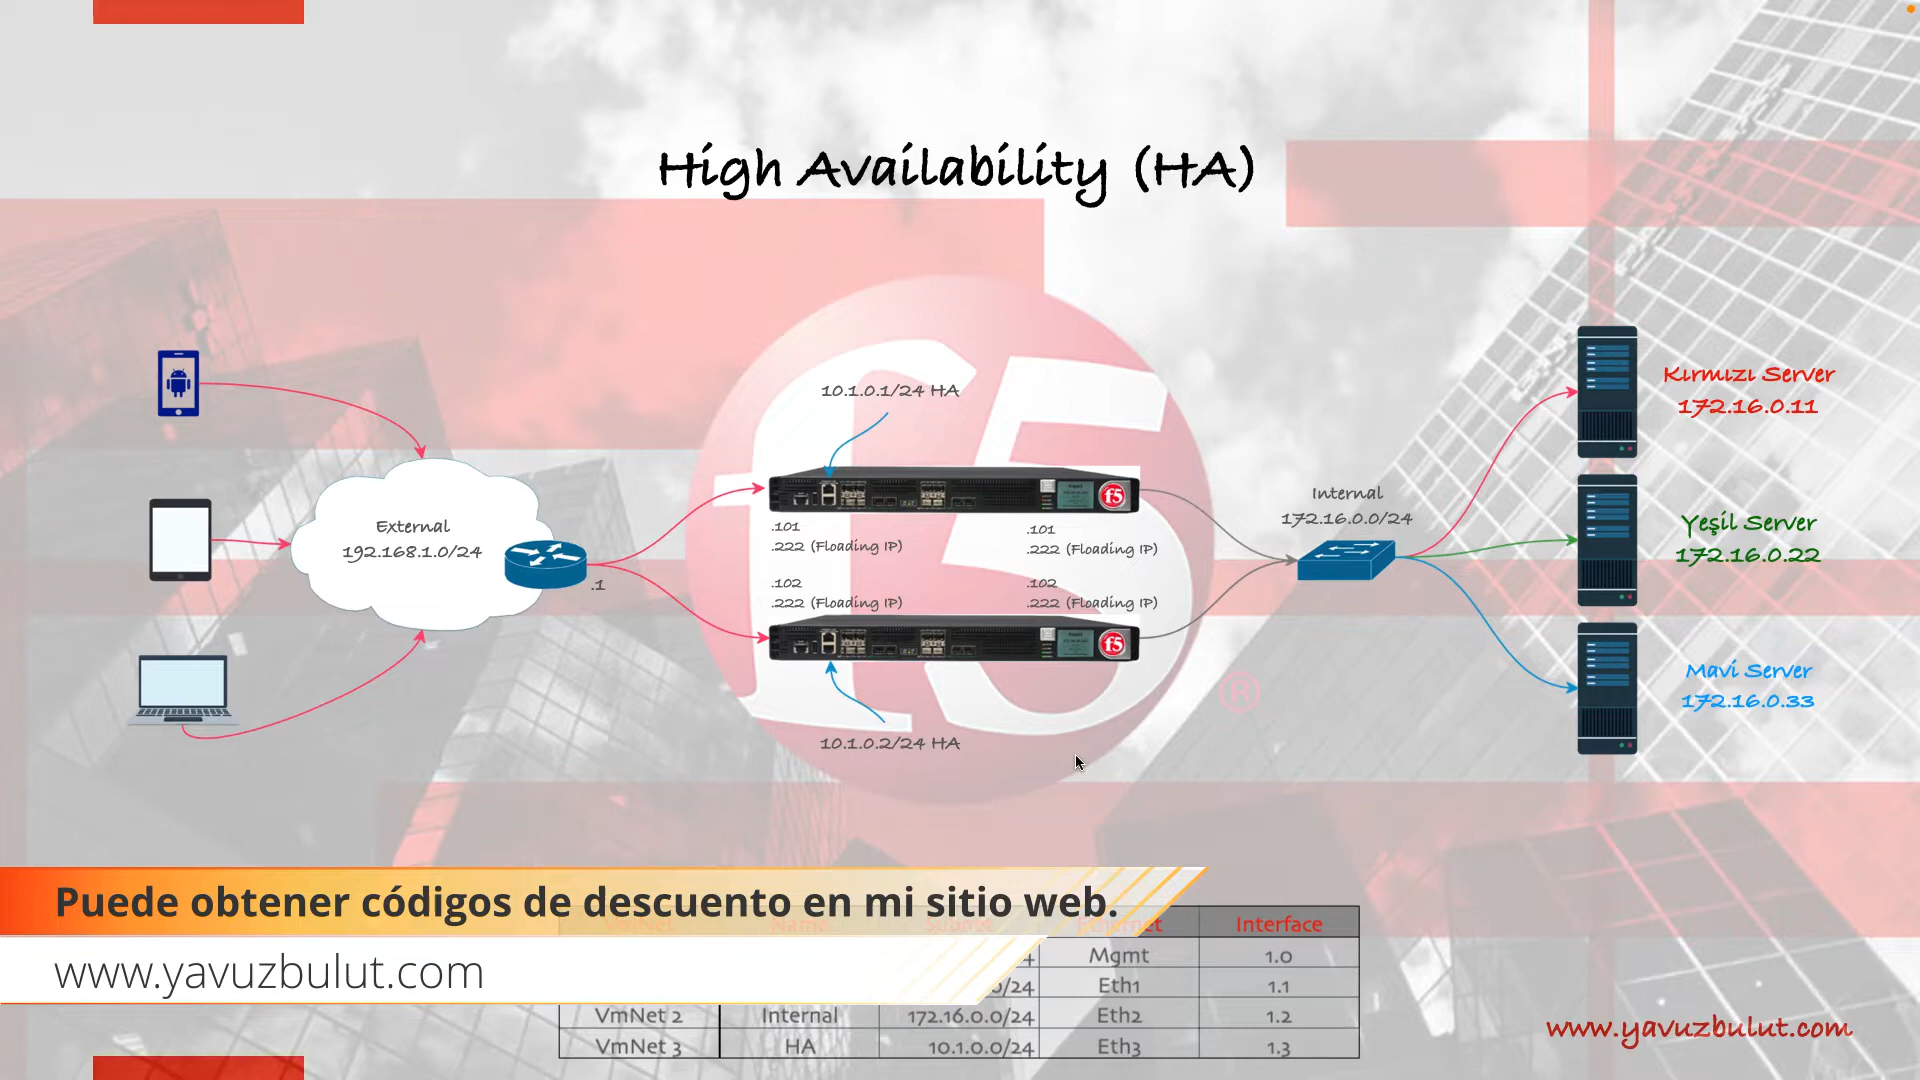 High Availability (HA)
10.1.0.1/24 HA
External
192.168.1.0/24
.1
.101
.222 (Floading IP)
.102
.222 (Floading IP)
.101
.222 (Floading IP)
.102
.222 (Floading IP)
f5
f5
f5
®
10.1.0.2/24 HA
Internal
172.16.0.0/24
Kırmızı Server
172.16.0.11
Yeşil Server
172.16.0.22
Mavi Server
172.16.0.33
Puede obtener códigos de descuento en mi sitio web.
www.yavuzbulut.com
Interface
Mgmt 1.0
/24 Eth1 1.1
VmNet 2 Internal 172.16.0.0/24 Eth2 1.2
VmNet 3 HA 10.1.0.0/24 Eth3 1.3
www.yavuzbulut.com